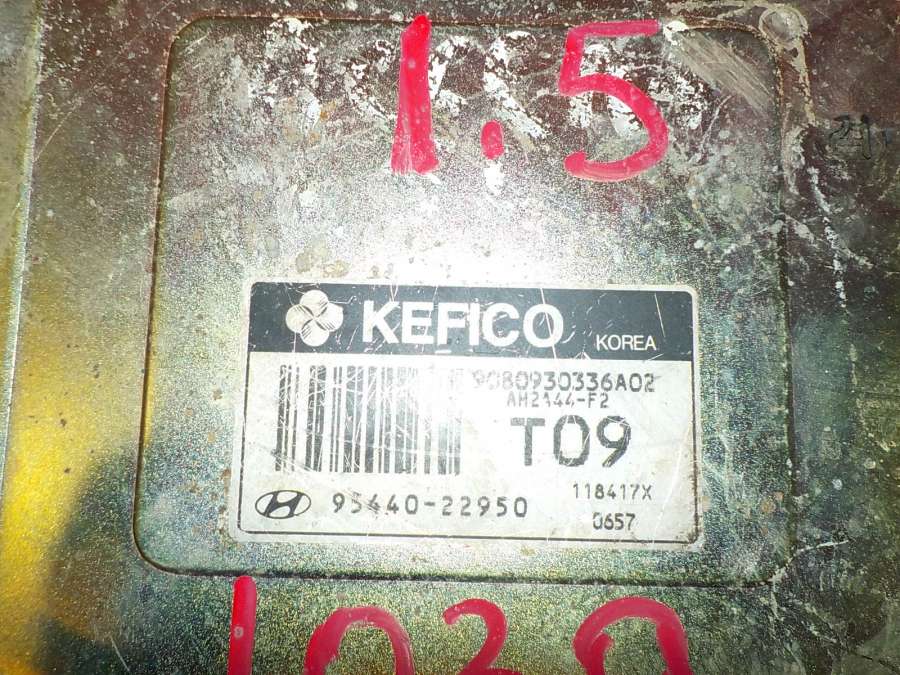 1.5
KEFICO KOREA
9080930336A02
AH2144-F2
T09
95440-22950
118417X
0657